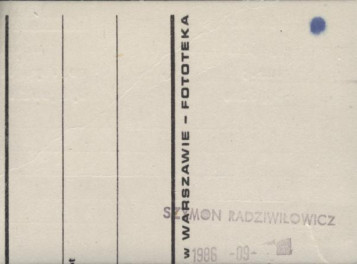 w WARSZAWIE - FOTOTEKA
SZYMON RADZIWIŁOWICZ
1986 -09-